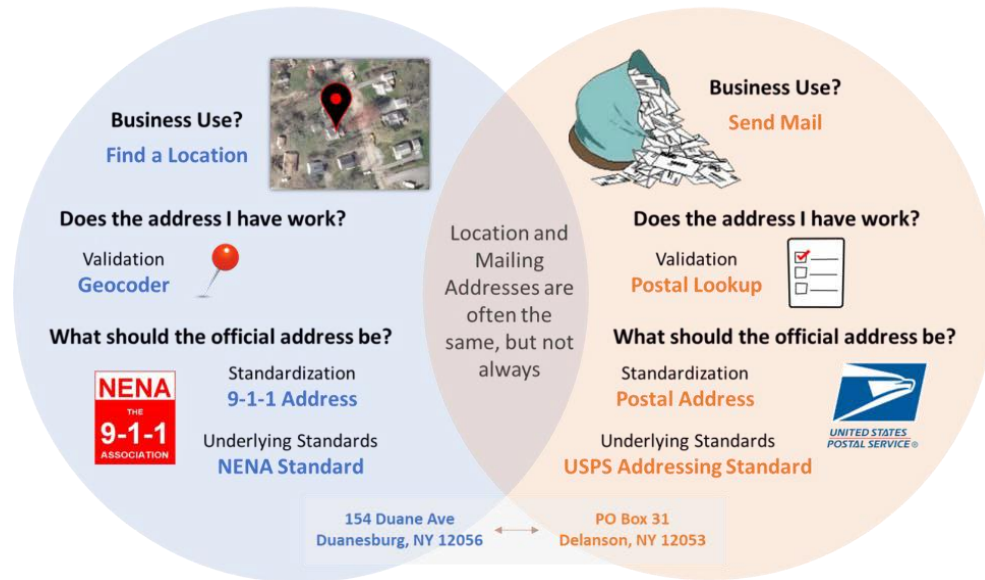 Business Use?
Find a Location
Does the address I have work?
Validation
Geocoder
What should the official address be?
NENA
THE
9-1-1
ASSOCIATION
Standardization
9-1-1 Address
Underlying Standards
NENA Standard
154 Duane Ave
Duanesburg, NY 12056
Location and
Mailing
Addresses are
often the
same, but not
always
Business Use?
Send Mail
Does the address I have work?
Validation
Postal Lookup
What should the official address be?
Standardization
Postal Address
Underlying Standards
USPS Addressing Standard
UNITED STATES
POSTAL SERVICE®
PO Box 31
Delanson, NY 12053